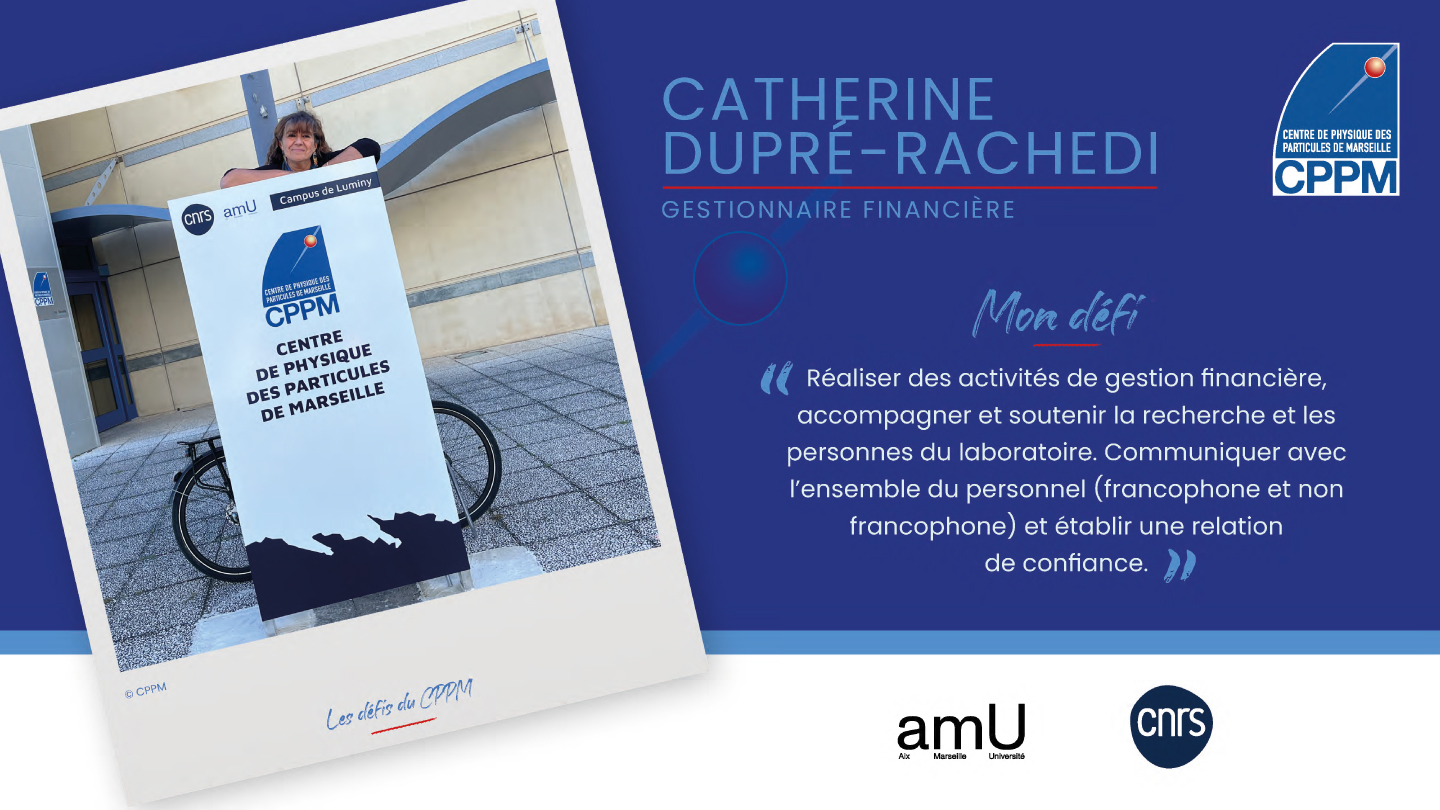 CATHERINE
DUPRÉ-RACHEDI
GESTIONNAIRE FINANCIÈRE
CENTRE DE PHYSIQUE DES
PARTICULES DE MARSEILLE
CPPM
Mon défi
“ Réaliser des activités de gestion financière,
accompagner et soutenir la recherche et les
personnes du laboratoire. Communiquer avec
l’ensemble du personnel (francophone et non
francophone) et établir une relation
de confiance. ”
cnrs
amU
Campus de Luminy
CENTRE DE PHYSIQUE DES
PARTICULES DE MARSEILLE
CPPM
CENTRE
DE PHYSIQUE
DES PARTICULES
DE MARSEILLE
CPPM
© CPPM
Les défis du CPPM
amU
Aix Marseille Université
cnrs